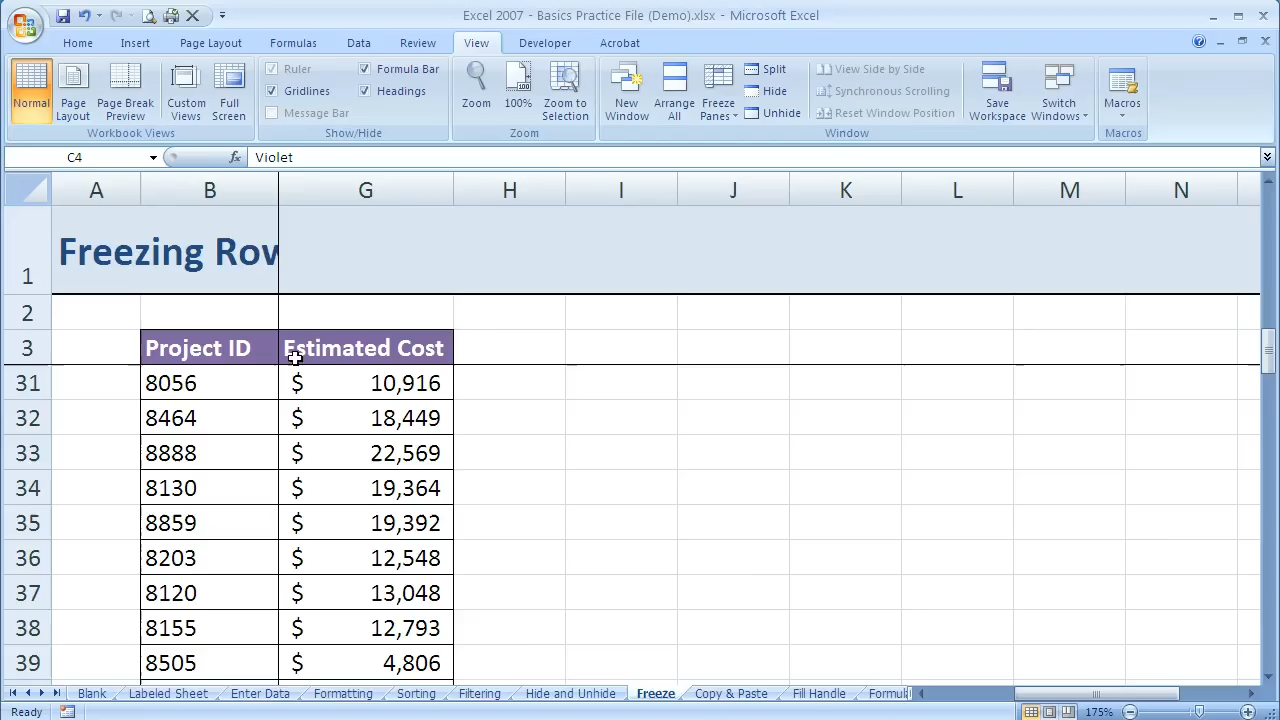 Excel 2007 - Basics Practice File (Demo).xlsx - Microsoft Excel
Home Insert Page Layout Formulas Data Review View Developer Acrobat
Normal Page Layout Page Break Preview Custom Views Full Screen
Workbook Views
Ruler Formula Bar
Gridlines Headings
Message Bar
Show/Hide
Zoom 100% Zoom to Selection
Zoom
New Window Arrange All Freeze Panes
Split
Hide
Unhide
View Side by Side
Synchronous Scrolling
Reset Window Position
Save Workspace Switch Windows
Window
Macros
Macros
C4 fx Violet
A B G H I J K L M N
1 Freezing Row
2
3 Project ID Estimated Cost
31 8056 $ 10,916
32 8464 $ 18,449
33 8888 $ 22,569
34 8130 $ 19,364
35 8859 $ 19,392
36 8203 $ 12,548
37 8120 $ 13,048
38 8155 $ 12,793
39 8505 $ 4,806
Blank Labeled Sheet Enter Data Formatting Sorting Filtering Hide and Unhide Freeze Copy & Paste Fill Handle Formul
Ready 175%